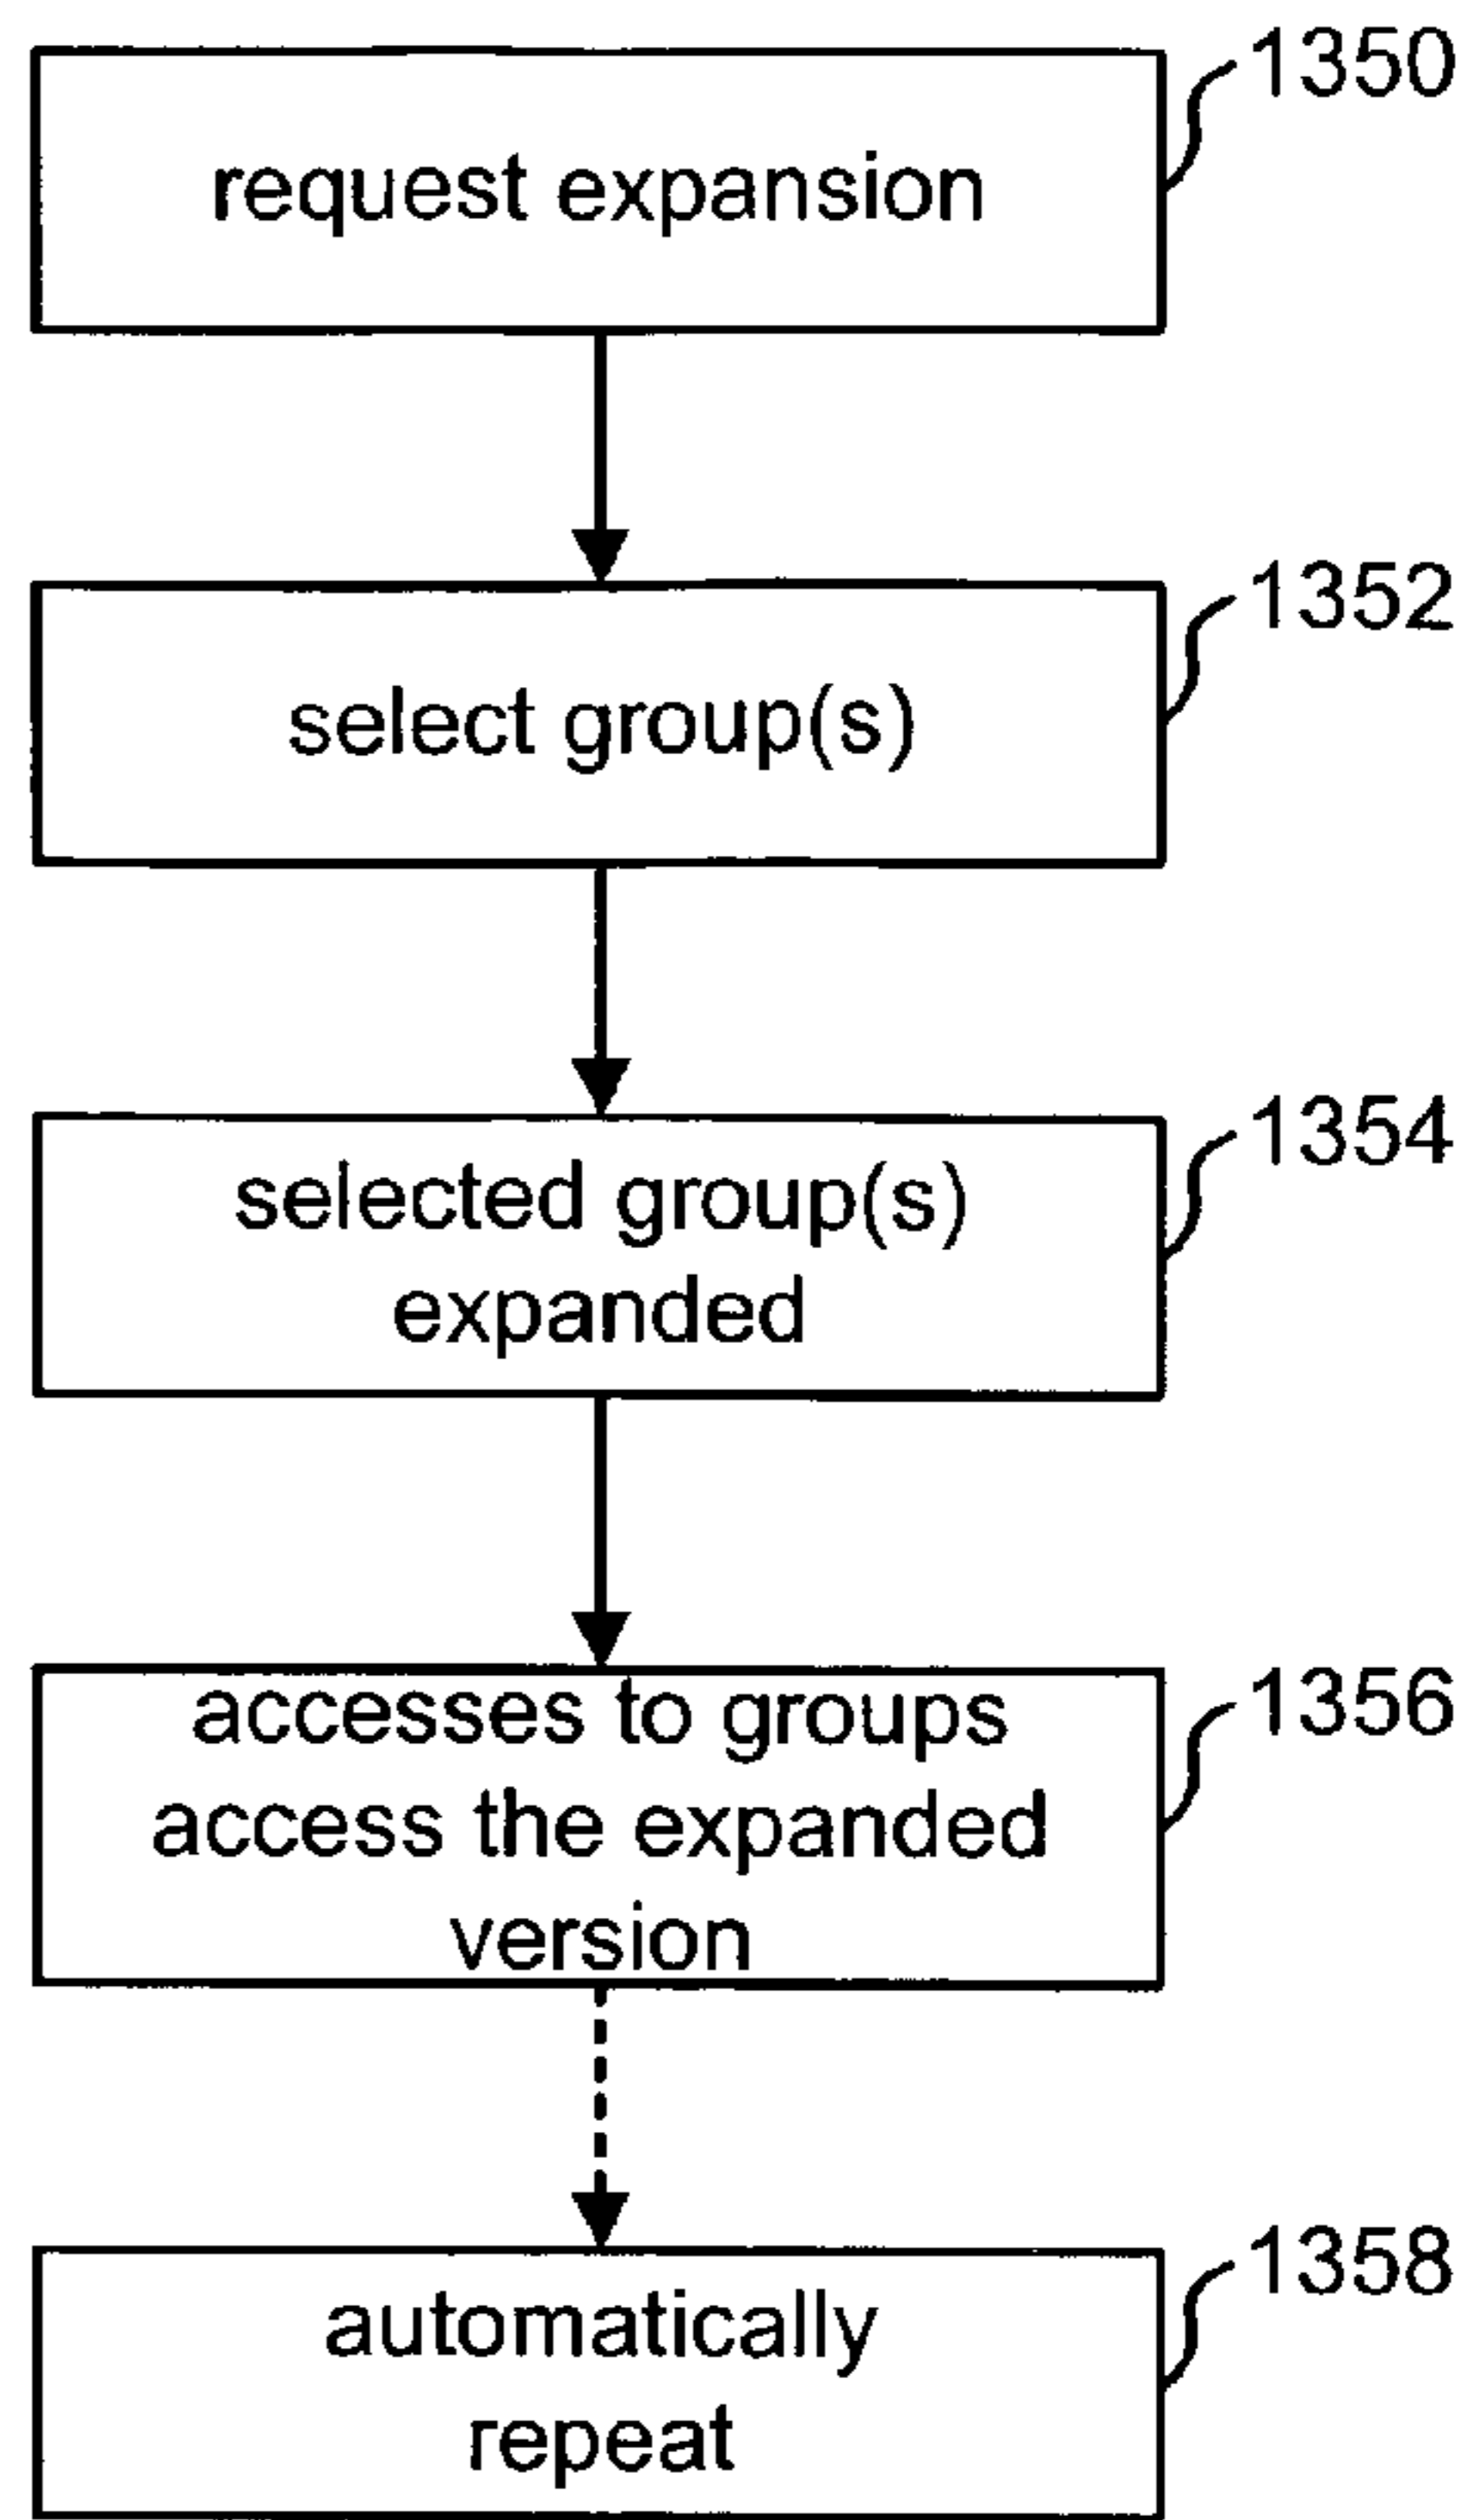 1350
request expansion
1352
select group(s)
1354
selected group(s)
expanded
1356
accesses to groups
access the expanded
version
1358
automatically
repeat